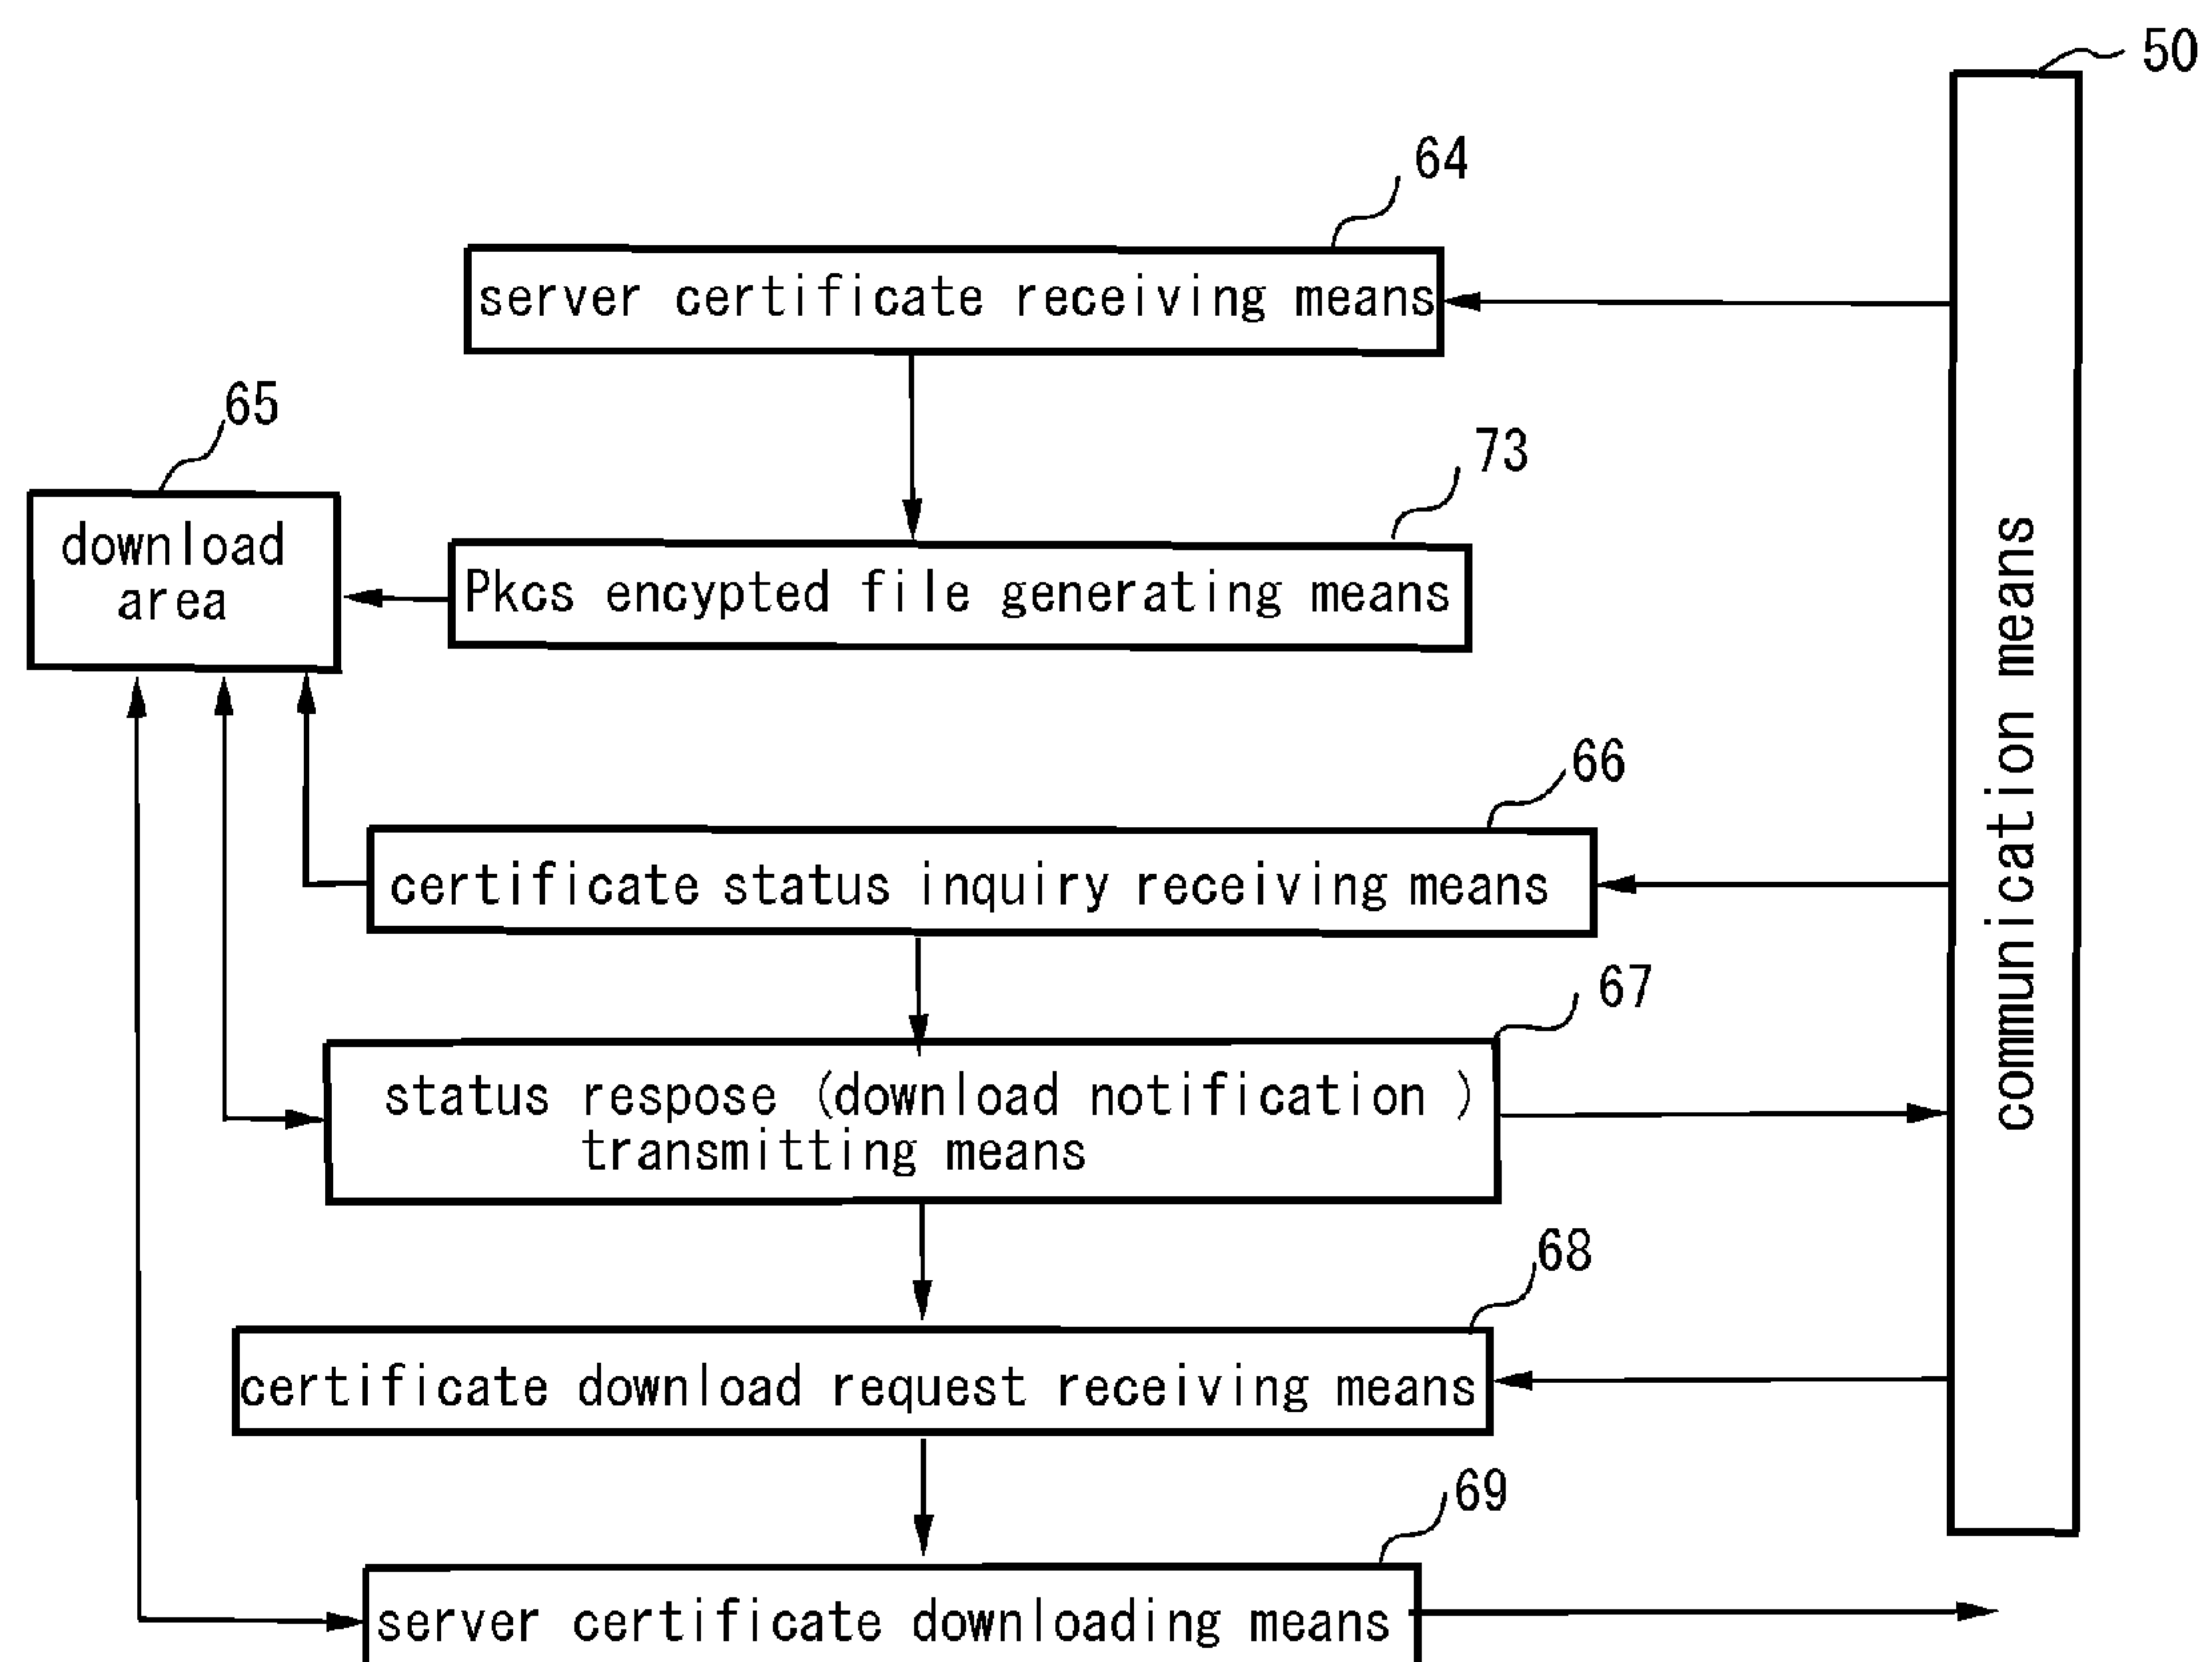 50
64
server certificate receiving means
65
73
download
area
Pkcs encypted file generating means
66
certificate status inquiry receiving means
communication means
67
status respose (download notification )
transmitting means
68
certificate download request receiving means
69
server certificate downloading means